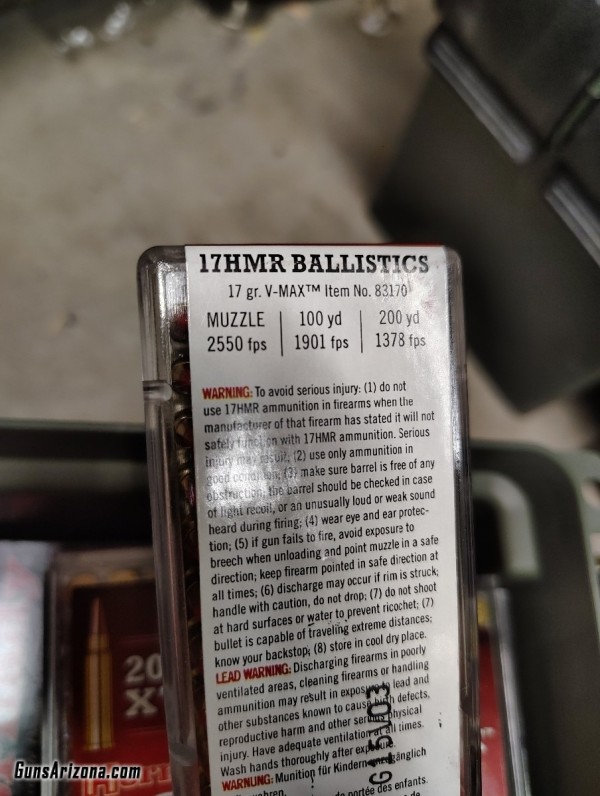 17HMR BALLISTICS
17 gr. V-MAX™ Item No. 83170
MUZZLE | 100 yd | 200 yd
2550 fps | 1901 fps | 1378 fps
WARNING: To avoid serious injury: (1) do not
use 17HMR ammunition in firearms when the
manufacturer of that firearm has stated it will not
safely function with 17HMR ammunition. Serious
injury may result; (2) use only ammunition in
good condition; (3) make sure barrel is free of any
obstruction; the barrel should be checked in case
of light recoil, or an unusually loud or weak sound
heard during firing; (4) wear eye and ear protec-
tion; (5) if gun fails to fire, avoid exposure to
breech when unloading and point muzzle in a safe
direction; keep firearm pointed in safe direction at
all times; (6) discharge may occur if rim is struck;
handle with caution, do not drop; (7) do not shoot
at hard surfaces or water to prevent ricochet; (7)
bullet is capable of traveling extreme distances;
know your backstop; (8) store in cool dry place.
LEAD WARNING: Discharging firearms in poorly
ventilated areas, cleaning firearms or handling
ammunition may result in exposure to lead and
other substances known to cause birth defects,
reproductive harm and other serious physical
injury. Have adequate ventilation at all times.
Wash hands thoroughly after exposure.
WARNUNG: Munition für Kinder unzugänglich
portée des enfants.
20
GunsArizona.com